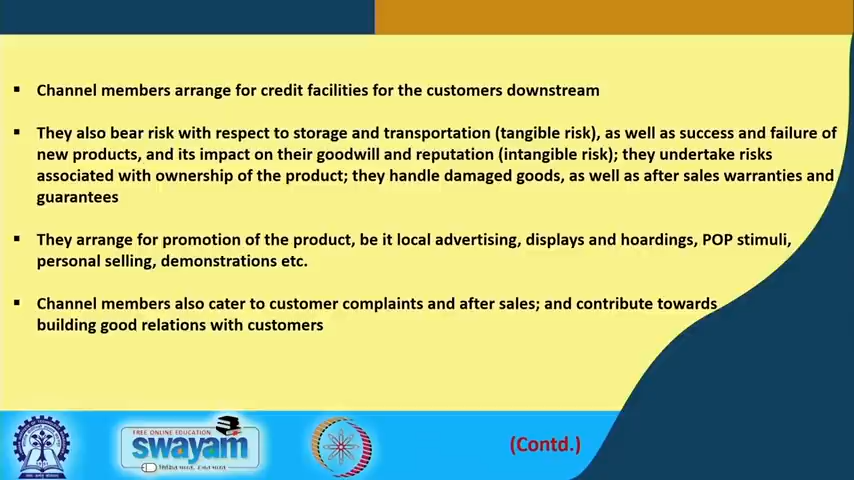 ▪ Channel members arrange for credit facilities for the customers downstream
▪ They also bear risk with respect to storage and transportation (tangible risk), as well as success and failure of
new products, and its impact on their goodwill and reputation (intangible risk); they undertake risks
associated with ownership of the product; they handle damaged goods, as well as after sales warranties and
guarantees
▪ They arrange for promotion of the product, be it local advertising, displays and hoardings, POP stimuli,
personal selling, demonstrations etc.
▪ Channel members also cater to customer complaints and after sales; and contribute towards
building good relations with customers
FREE ONLINE EDUCATION
swayam
(Contd.)